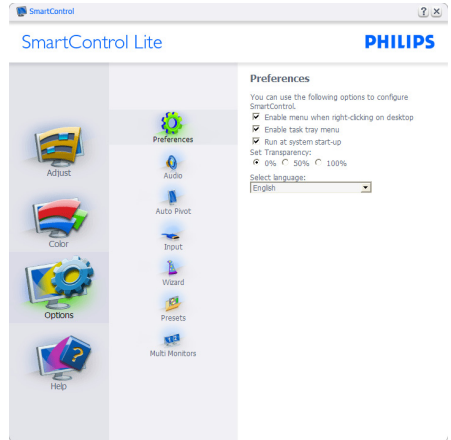 SmartControl
SmartControl Lite
PHILIPS
Adjust
Color
Options
Help
Preferences
Audio
Auto Pivot
Input
Wizard
Presets
Multi Monitors
Preferences
You can use the following options to configure
SmartControl.
Enable menu when right-clicking on desktop
Enable task tray menu
Run at system start-up
Set Transparency:
0% 50% 100%
Select language:
English